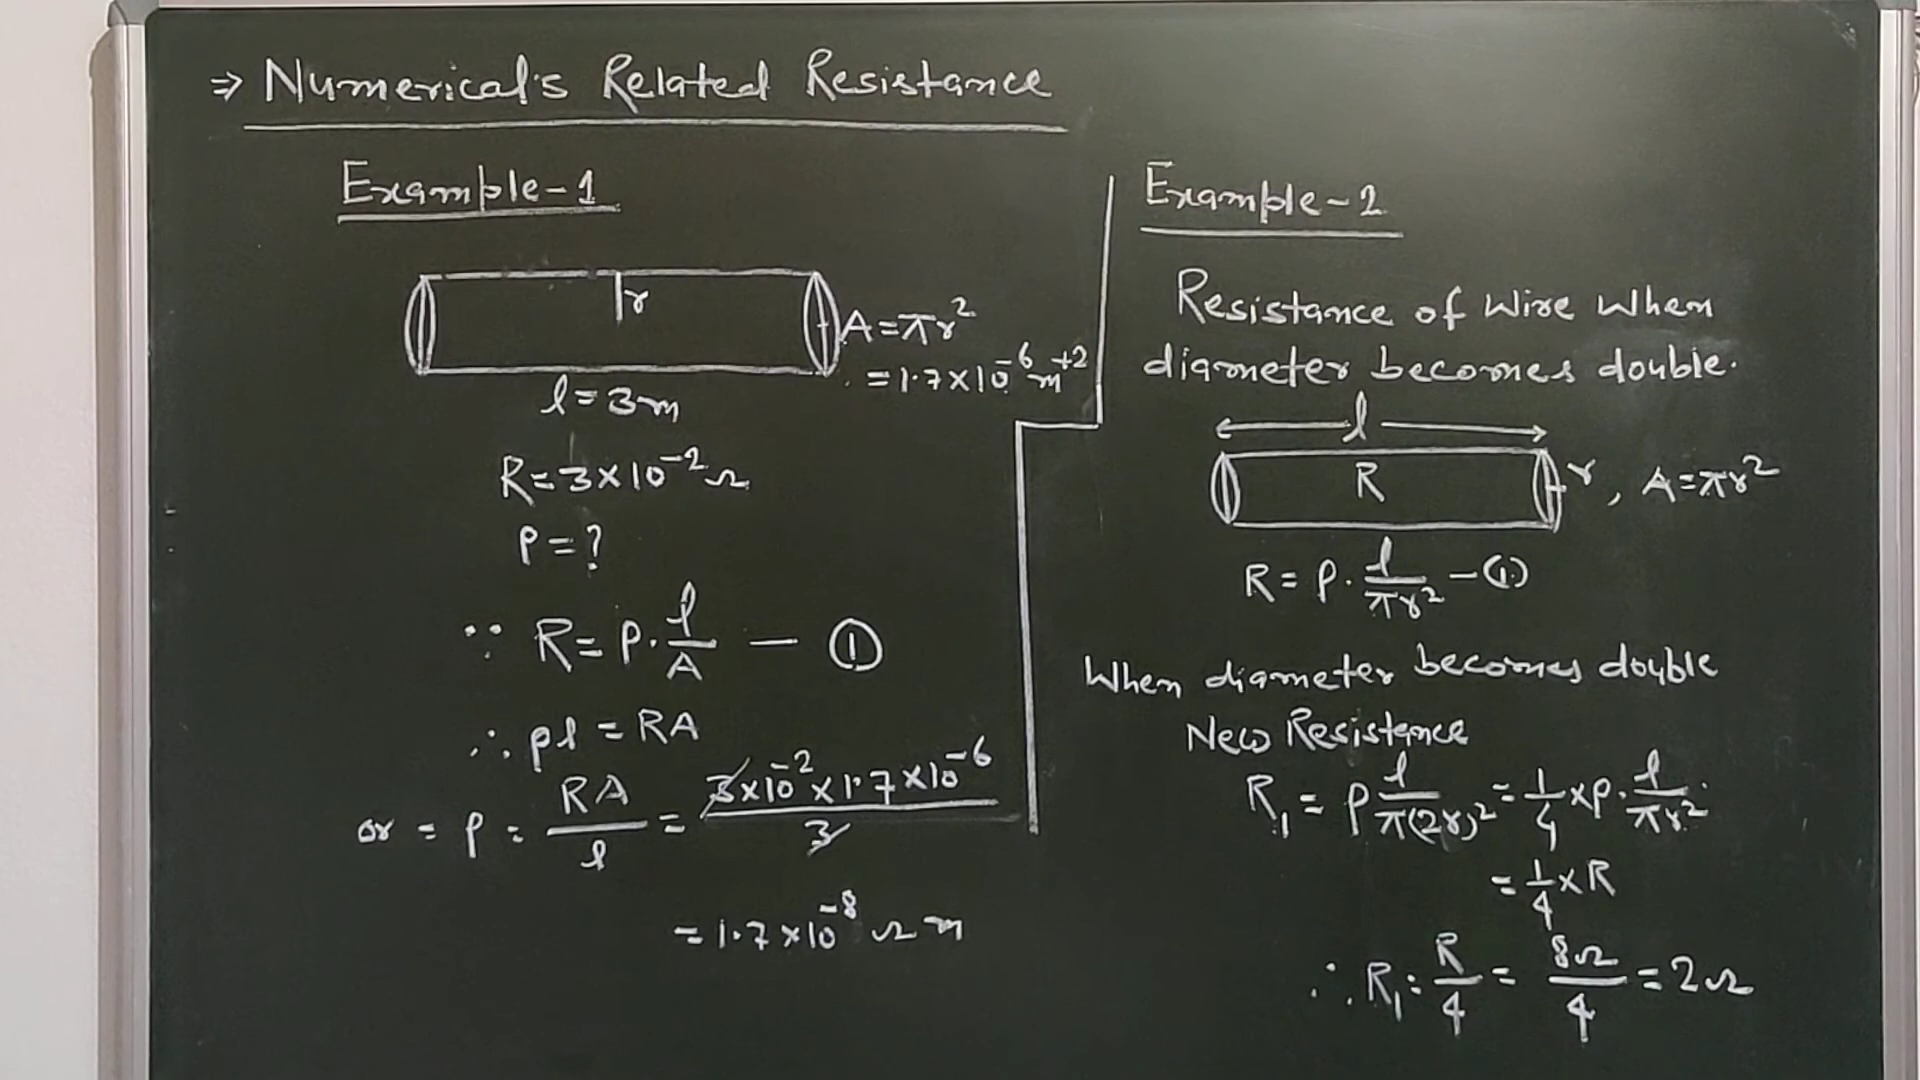 ⇒ Numerical's Related Resistance
Example-1
r
A = πr²
= 1.7×10⁻⁶ m⁺²
l = 3m
R = 3×10⁻² Ω
ρ = ?
∵ R = ρ. l/A — ①
∴ ρl = RA
or = ρ = RA/l = 3×10⁻²×1.7×10⁻⁶/3
= 1.7×10⁻⁸ Ω m
Example-2
Resistance of Wire When
diameter becomes double.
l
R r, A = πr²
R = ρ. l/πr² — ①
When diameter becomes double
New Resistance
R₁ = ρ l/π(2r)² = 1/4 × ρ. l/πr²
= 1/4 × R
∴ R₁ = R/4 = 8Ω/4 = 2Ω